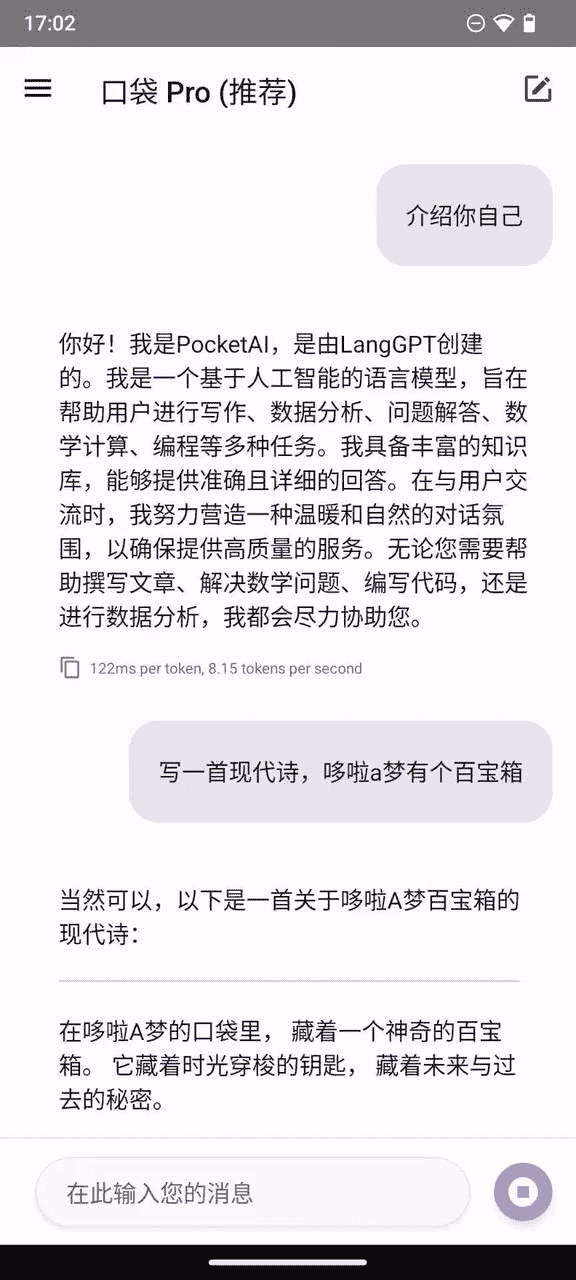 17:02
口袋 Pro (推荐)
介绍你自己
你好！我是PocketAI，是由LangGPT创建
的。我是一个基于人工智能的语言模型，旨在
帮助用户进行写作、数据分析、问题解答、数
学计算、编程等多种任务。我具备丰富的知识
库，能够提供准确且详细的回答。在与用户交
流时，我努力营造一种温暖和自然的对话氛
围，以确保提供高质量的服务。无论您需要帮
助撰写文章、解决数学问题、编写代码，还是
进行数据分析，我都会尽力协助您。
122ms per token, 8.15 tokens per second
写一首现代诗，哆啦a梦有个百宝箱
当然可以，以下是一首关于哆啦A梦百宝箱的
现代诗：
在哆啦A梦的口袋里， 藏着一个神奇的百宝
箱。 它藏着时光穿梭的钥匙， 藏着未来与过
去的秘密。
在此输入您的消息